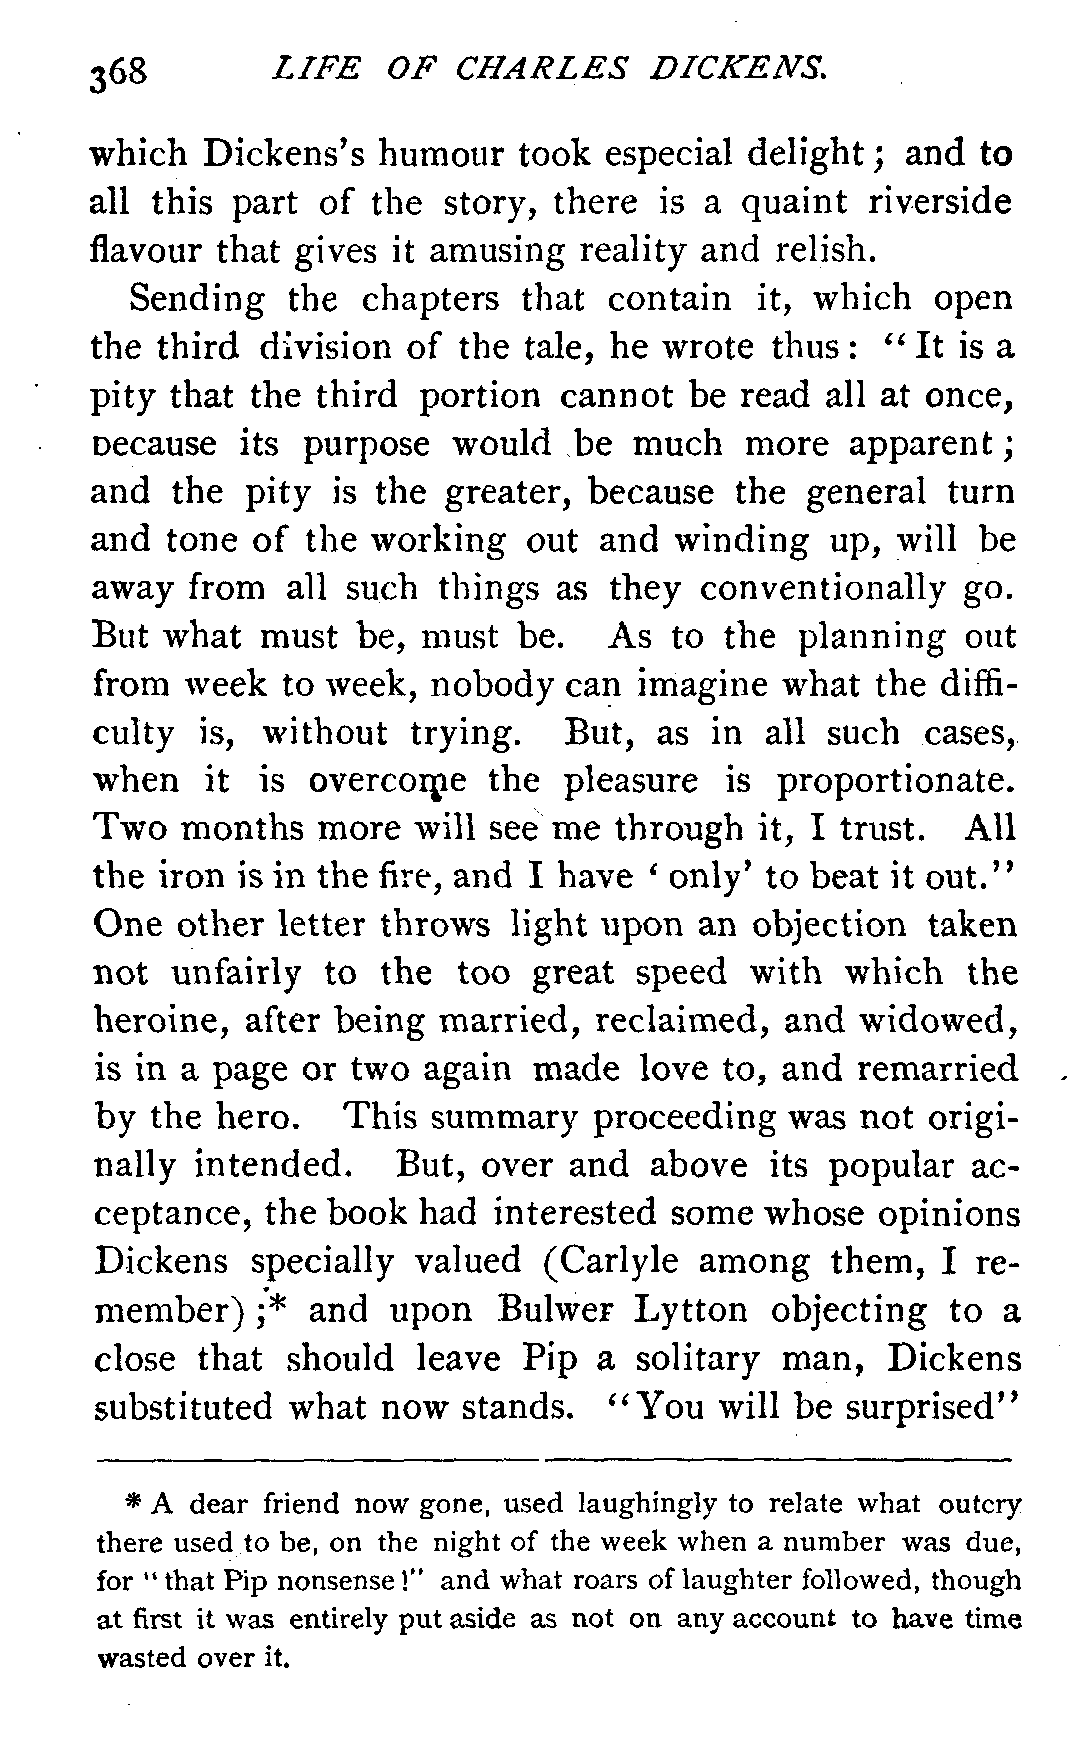 368 LIFE OF CHARLES DICKENS.
which Dickens's humour took especial delight; and to
all this part of the story, there is a quaint riverside
flavour that gives it amusing reality and relish.
Sending the chapters that contain it, which open
the third division of the tale, he wrote thus: "It is a
pity that the third portion cannot be read all at once,
because its purpose would be much more apparent;
and the pity is the greater, because the general turn
and tone of the working out and winding up, will be
away from all such things as they conventionally go.
But what must be, must be. As to the planning out
from week to week, nobody can imagine what the diffi-
culty is, without trying. But, as in all such cases,
when it is overcome the pleasure is proportionate.
Two months more will see me through it, I trust. All
the iron is in the fire, and I have 'only' to beat it out."
One other letter throws light upon an objection taken
not unfairly to the too great speed with which the
heroine, after being married, reclaimed, and widowed,
is in a page or two again made love to, and remarried
by the hero. This summary proceeding was not origi-
nally intended. But, over and above its popular ac-
ceptance, the book had interested some whose opinions
Dickens specially valued (Carlyle among them, I re-
member);* and upon Bulwer Lytton objecting to a
close that should leave Pip a solitary man, Dickens
substituted what now stands. "You will be surprised"
* A dear friend now gone, used laughingly to relate what outcry
there used to be, on the night of the week when a number was due,
for "that Pip nonsense!" and what roars of laughter followed, though
at first it was entirely put aside as not on any account to have time
wasted over it.